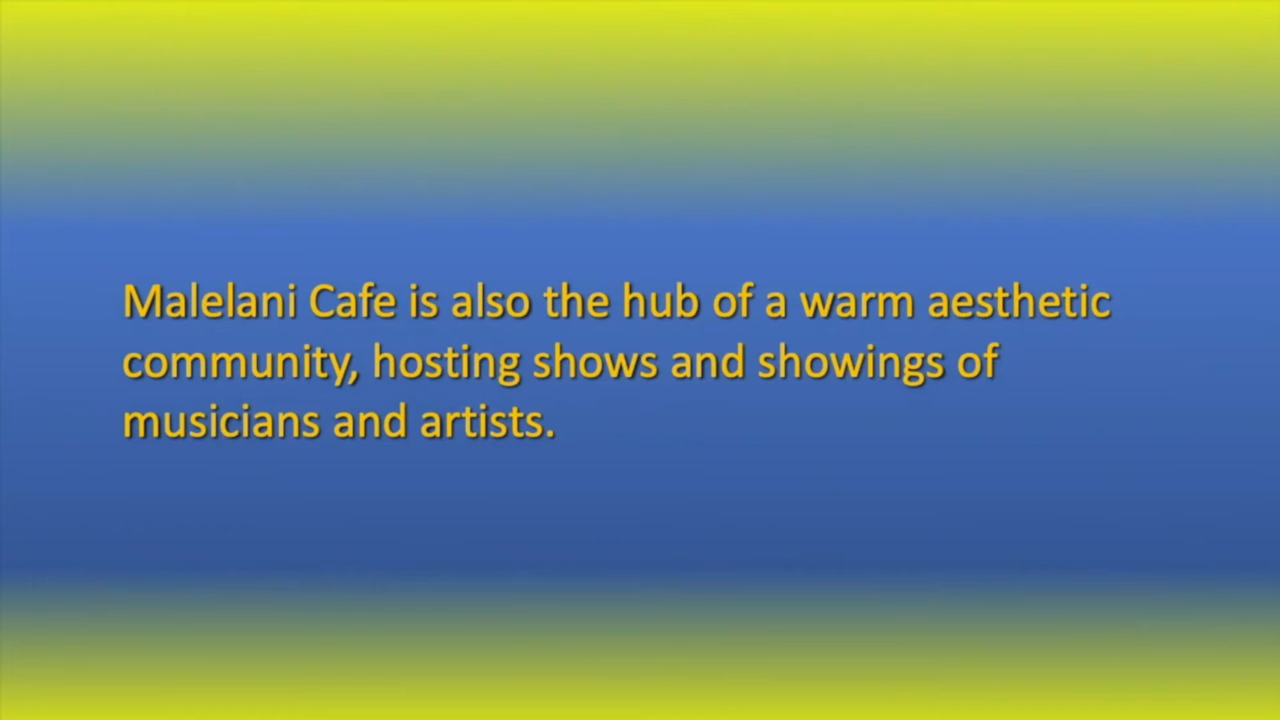 Malelani Cafe is also the hub of a warm aesthetic
community, hosting shows and showings of
musicians and artists.